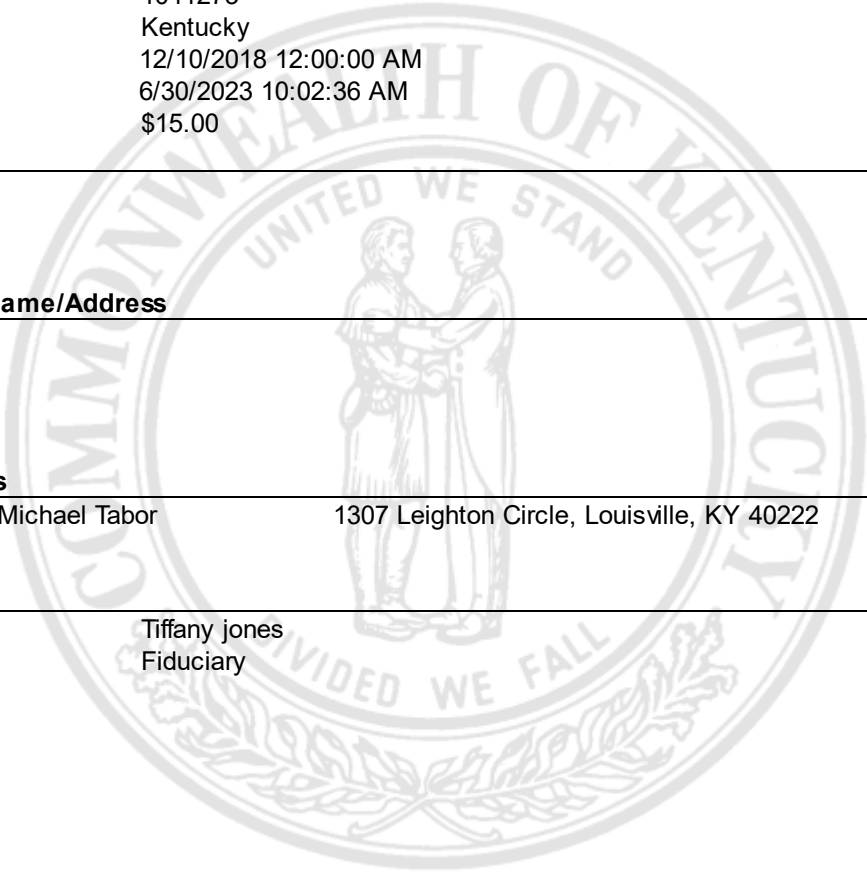 Kentucky
12/10/2018 12:00:00 AM
6/30/2023 10:02:36 AM
$15.00
COMMONWEALTH OF KENTUCKY
UNITED WE STAND
ame/Address
s
Michael Tabor 1307 Leighton Circle, Louisville, KY 40222
Tiffany jones
Fiduciary
DIVIDED WE FALL